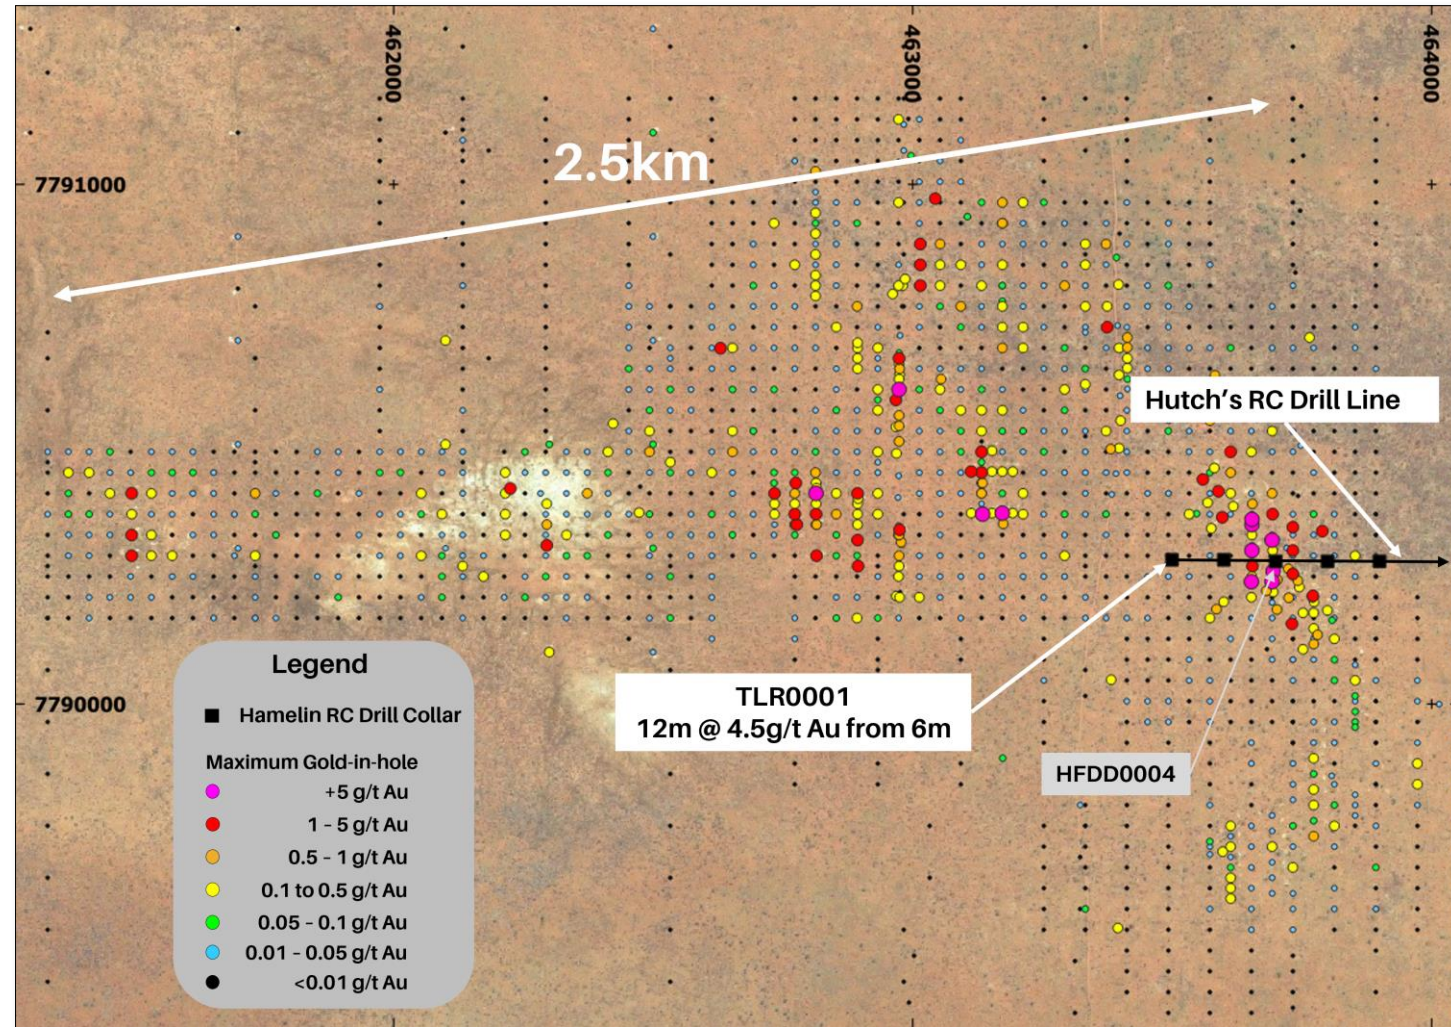 462000
463000
464000
2.5km
7791000
Hutch's RC Drill Line
7790000
TLR0001
12m @ 4.5g/t Au from 6m
HFDD0004
Legend
Hamelin RC Drill Collar
Maximum Gold-in-hole
+5 g/t Au
1 – 5 g/t Au
0.5 – 1 g/t Au
0.1 to 0.5 g/t Au
0.05 – 0.1 g/t Au
0.01 – 0.05 g/t Au
<0.01 g/t Au